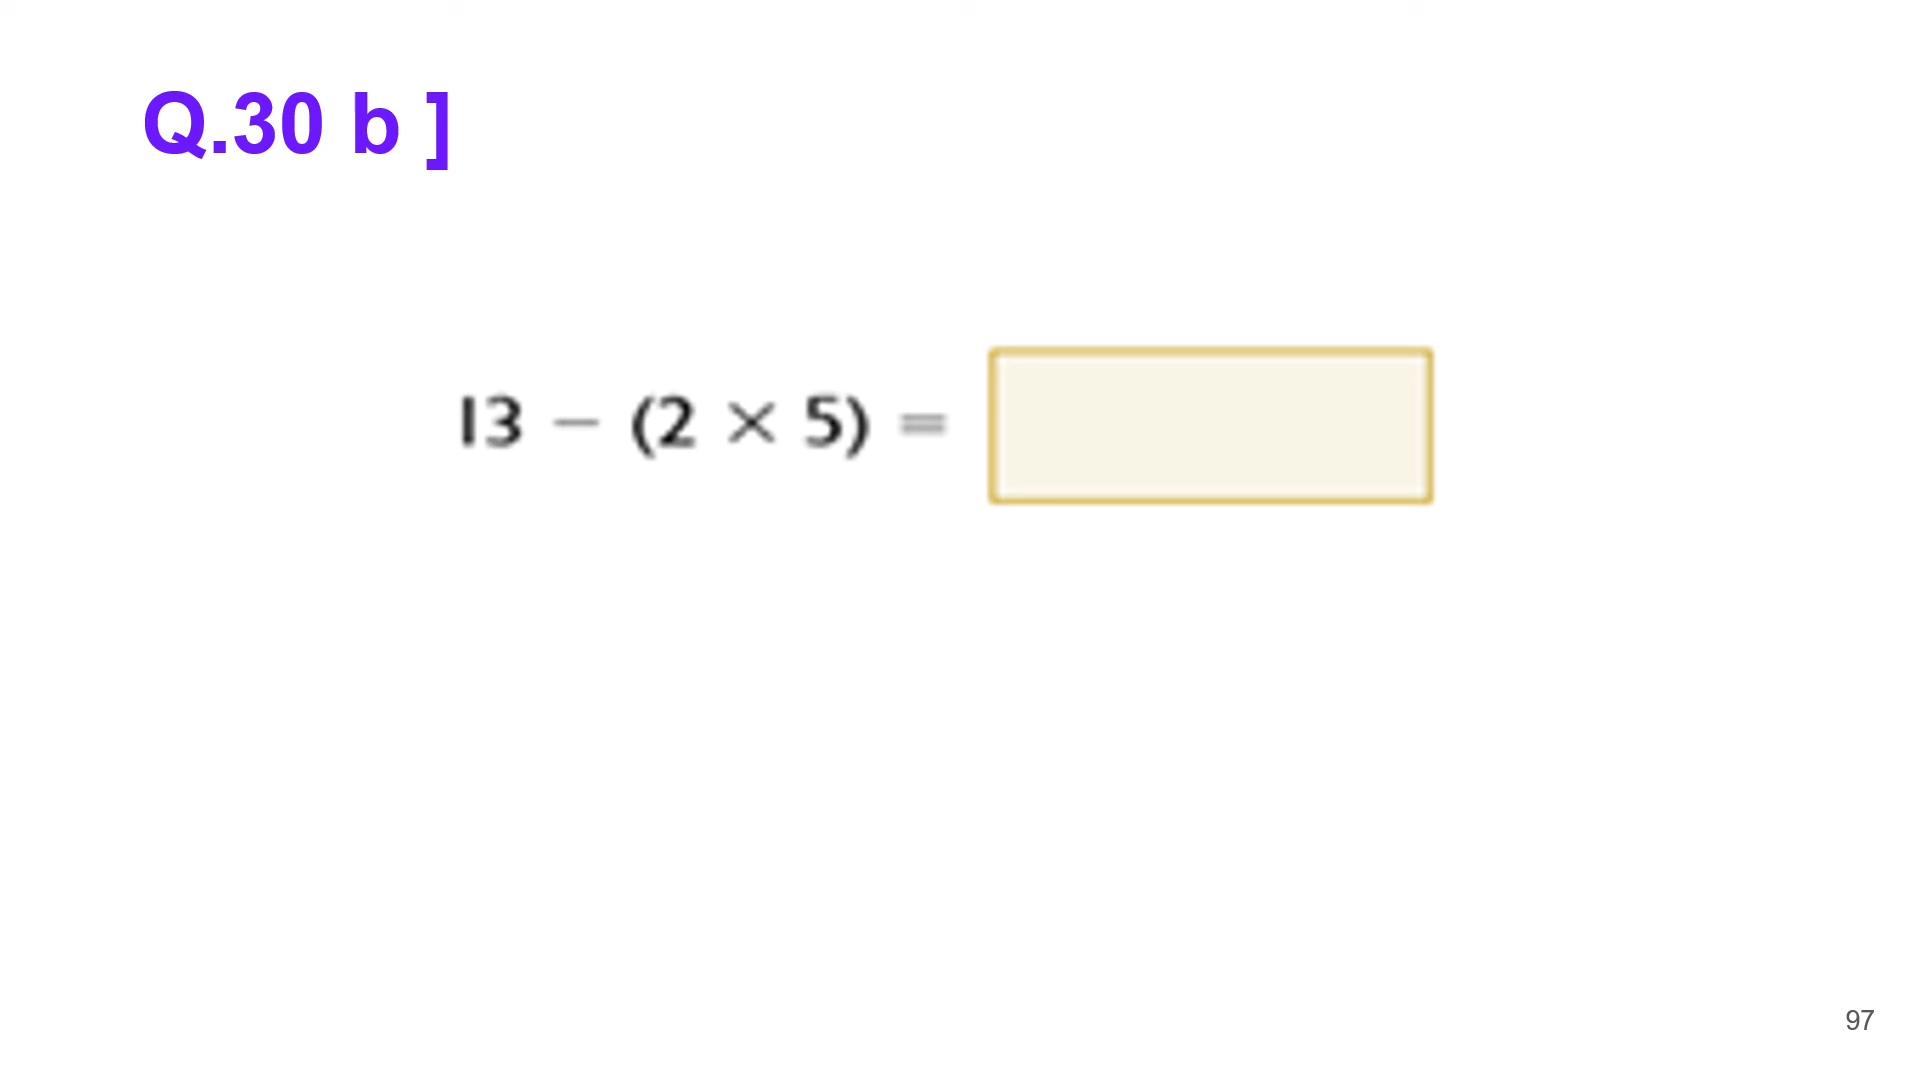 Q.30 b ]
13 − (2 × 5) =
97